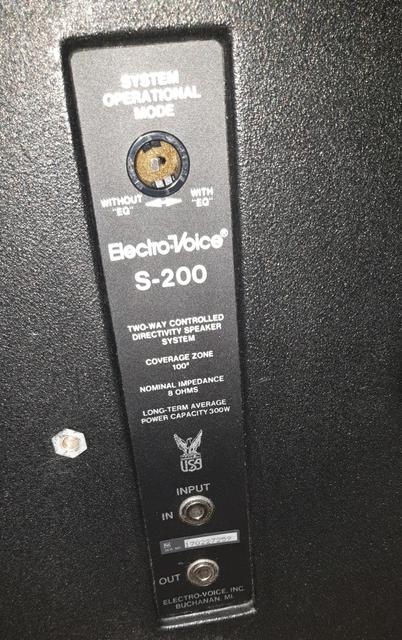 SYSTEM
OPERATIONAL
MODE
WITHOUT "EQ" WITH "EQ"
Electro-Voice®
S-200
TWO-WAY CONTROLLED
DIRECTIVITY SPEAKER
SYSTEM
COVERAGE ZONE
100°
NOMINAL IMPEDANCE
8 OHMS
LONG-TERM AVERAGE
POWER CAPACITY 300W
USA
INPUT
IN
OUT
ELECTRO-VOICE, INC.
BUCHANAN, MI.